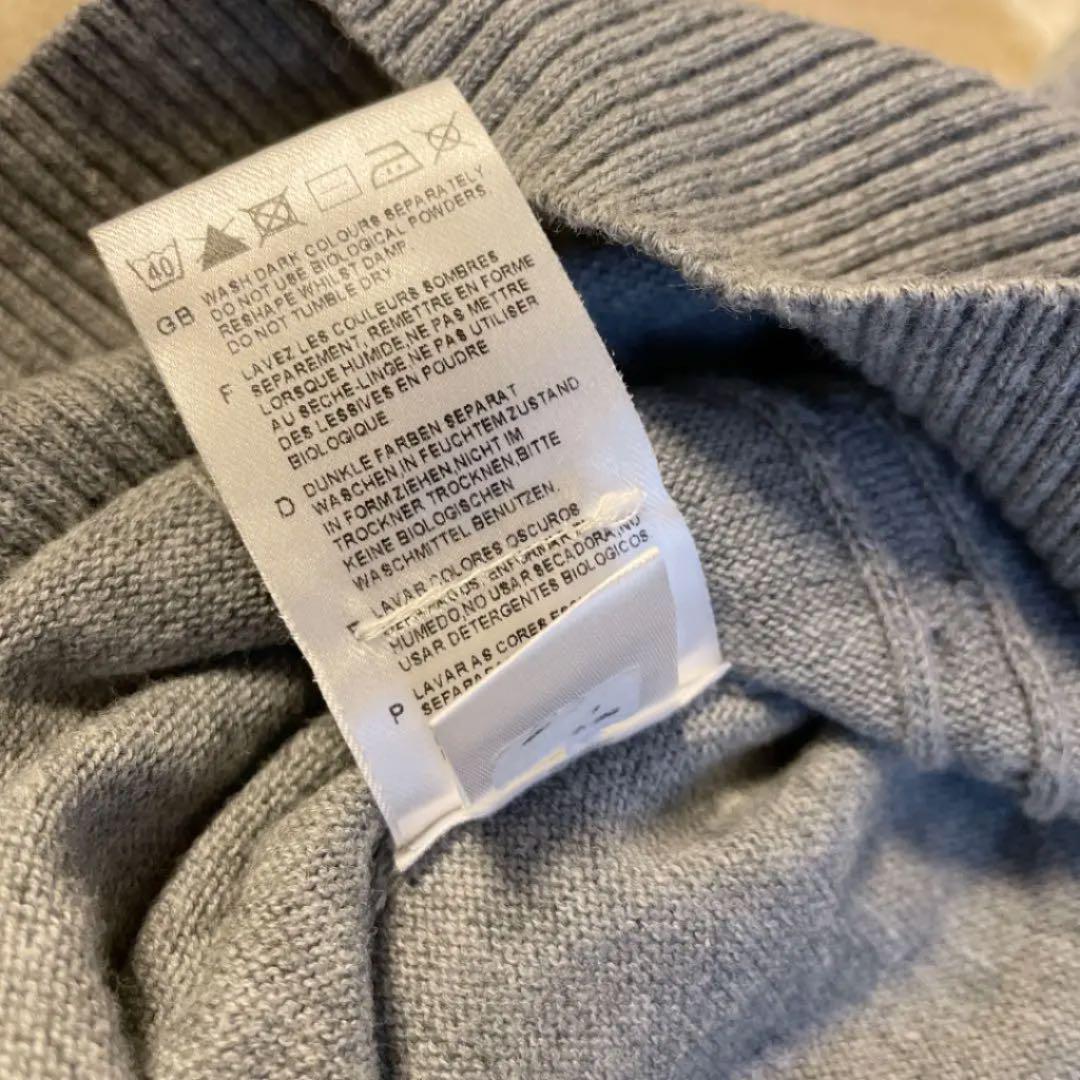 40
GB WASH DARK COLOURS SEPARATELY
DO NOT USE BIOLOGICAL POWDERS.
RESHAPE WHILST DAMP
DO NOT TUMBLE DRY
F LAVEZ LES COULEURS SOMBRES
SEPAREMENT, REMETTRE EN FORME
LORSQUE HUMIDE,NE PAS METTRE
AU SECHE-LINGE NE PAS UTILISER
DES LESSIVES EN POUDRE
BIOLOGIQUE
D DUNKLE FARBEN SEPARAT
WASCHEN,IN FEUCHTEM ZUSTAND
IN FORM ZIEHEN,NICHT IM
TROCKNER TROCKNEN,BITTE
KEINE BIOLOGISCHEN
WASCHMITTEL BENUTZEN.
LAVAR COLORES OSCUROS
HUMEDO,NO USAR SECADORA,NO
USAR DETERGENTES BIOLOGICOS
P LAVAR AS CORES